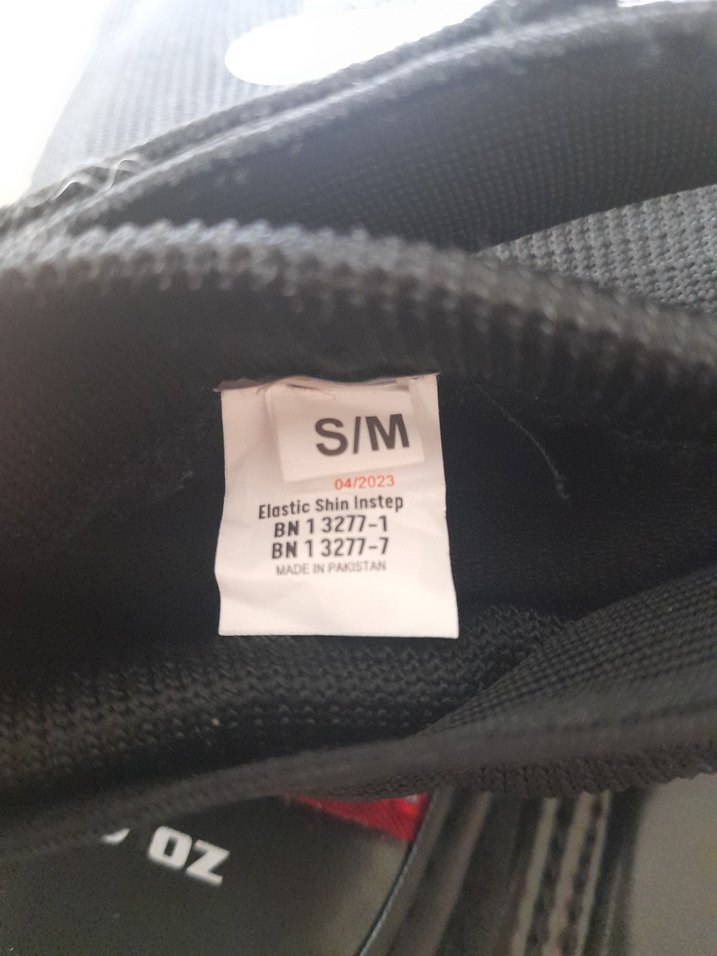 S/M
04/2023
Elastic Shin Instep
BN 1 3277-1
BN 1 3277-7
MADE IN PAKISTAN
OZ